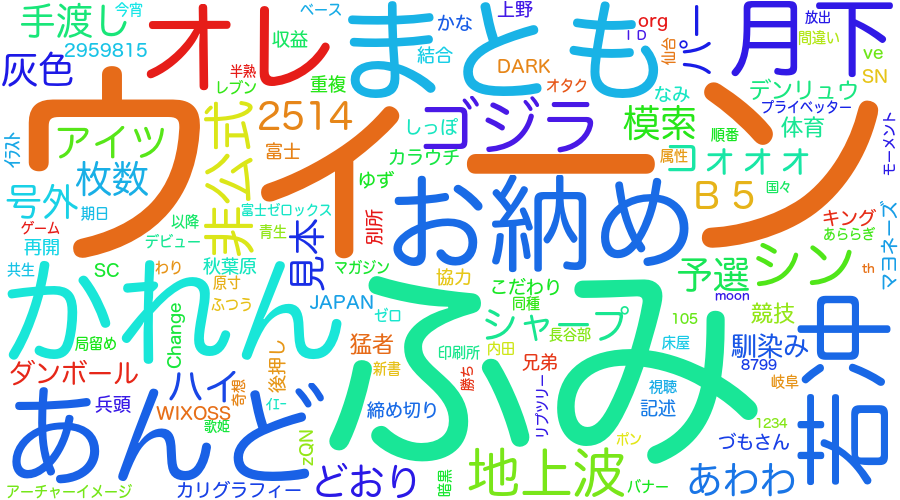 手渡し
今宵
オレ
ベース
まとも
かな
上野
org
ＩＤ
仙台
パー
月下
放出
間違い
ve
SN
2959815
収益
結合
DARK
オタク
灰色
半熟
レブン
重複
なみ
デンリュウ
プライベッター
ウィーン
アイツ
非公式
2514
ゴジラ
模索
順番
体育
モーメント
ｲﾗｽﾄ
富士
しっぽ
カラウチ
コォオオ
属性
枚数
ゆず
お納め
Ｂ５
国々
号外
期日
以降
富士ゼロックス
別所
キング
あららぎ
マヨネーズ
ゲーム
再開
デビュー
青生
見本
共生
SC
わり
秋葉原
マガジン
協力
こだわり
同種
予選
シン
th
原寸
ふつう
JAPAN
ゼロ
moon
かれん
Change
ふみ
シャープ
105
競技
若冲
局留め
猛者
印刷所
内田
長谷部
床屋
馴染み
8799
ダンボール
ハイ
後押し
新書
勝ち
兄弟
視聴
岐阜
兵頭
奇想
ｲｴｰ
締め切り
リプツリー
記述
1234
あんど
WIXOSS
歌姫
zQN
ポン
づもさん
アーチャーイメージ
カリグラフィー
どおり
暗黒
地上波
バナー
あわわ